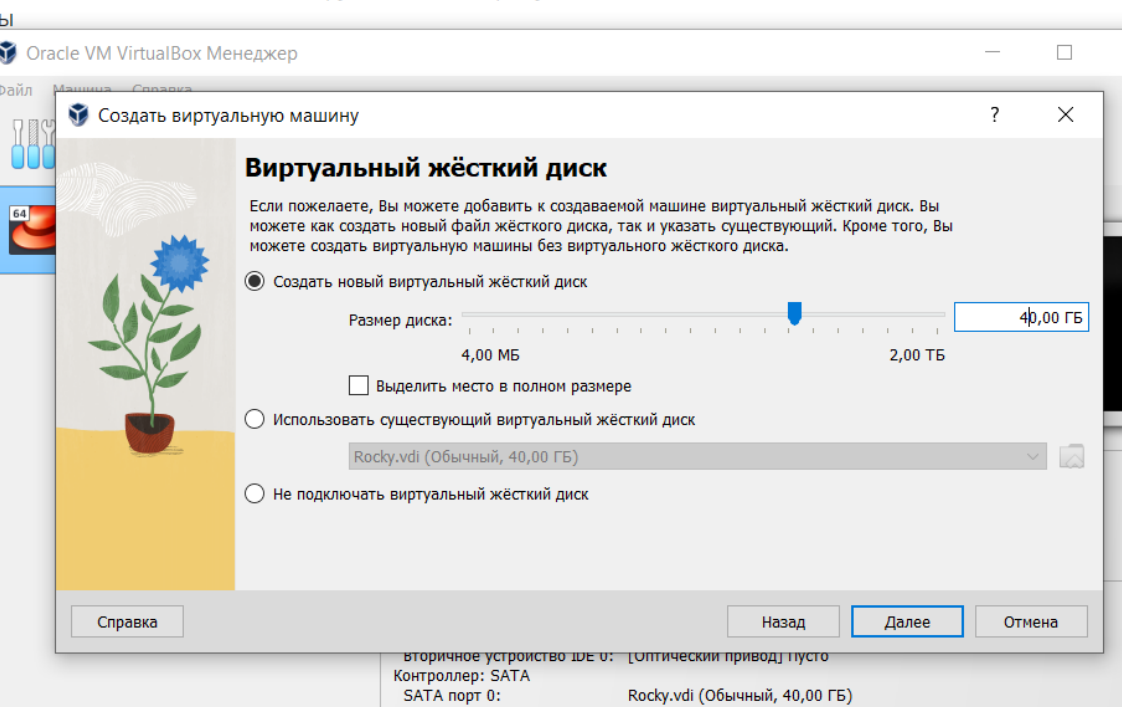 ы
Oracle VM VirtualBox Менеджер
Файл Машина Справка
Создать виртуальную машину
?
Виртуальный жёсткий диск
64
Если пожелаете, Вы можете добавить к создаваемой машине виртуальный жёсткий диск. Вы
можете как создать новый файл жёсткого диска, так и указать существующий. Кроме того, Вы
можете создать виртуальную машины без виртуального жёсткого диска.
Создать новый виртуальный жёсткий диск
Размер диска:
40,00 ГБ
4,00 МБ
2,00 ТБ
Выделить место в полном размере
Использовать существующий виртуальный жёсткий диск
Rocky.vdi (Обычный, 40,00 ГБ)
Не подключать виртуальный жёсткий диск
Справка
Назад
Далее
Отмена
Вторичное устройство IDE 0: [Оптический привод] Пусто
Контроллер: SATA
SATA порт 0: Rocky.vdi (Обычный, 40,00 ГБ)